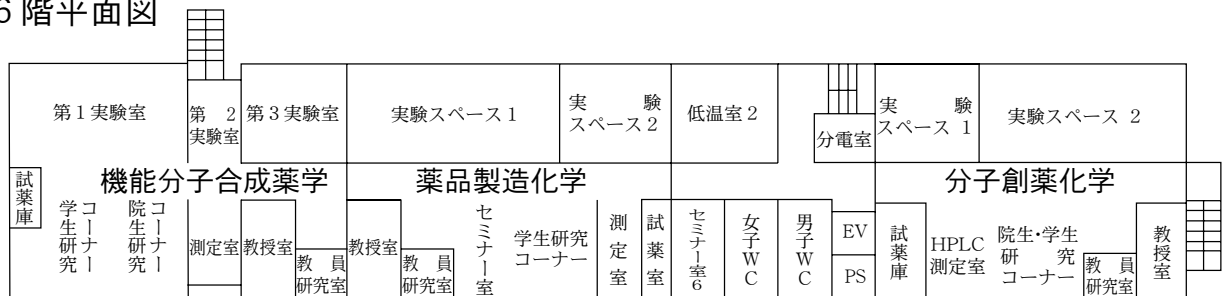 6階平面図
第1実験室
第 2
実験室
第3実験室
実験スペース1
実 験
スペース2
低温室2
分電室
実 験
スペース 1
実験スペース 2
試薬庫
機能分子合成薬学
薬品製造化学
分子創薬化学
学生研究
コーナー
院生研究
コーナー
測定室
教授室
教 員
研究室
教授室
教 員
研究室
セミナー室
学生研究
コーナー
測定室
試薬室
セミナー室6
女子WC
男子WC
EV
PS
試薬庫
HPLC
測定室
院生・学生
研 究
コーナー
教 員
研究室
教授室